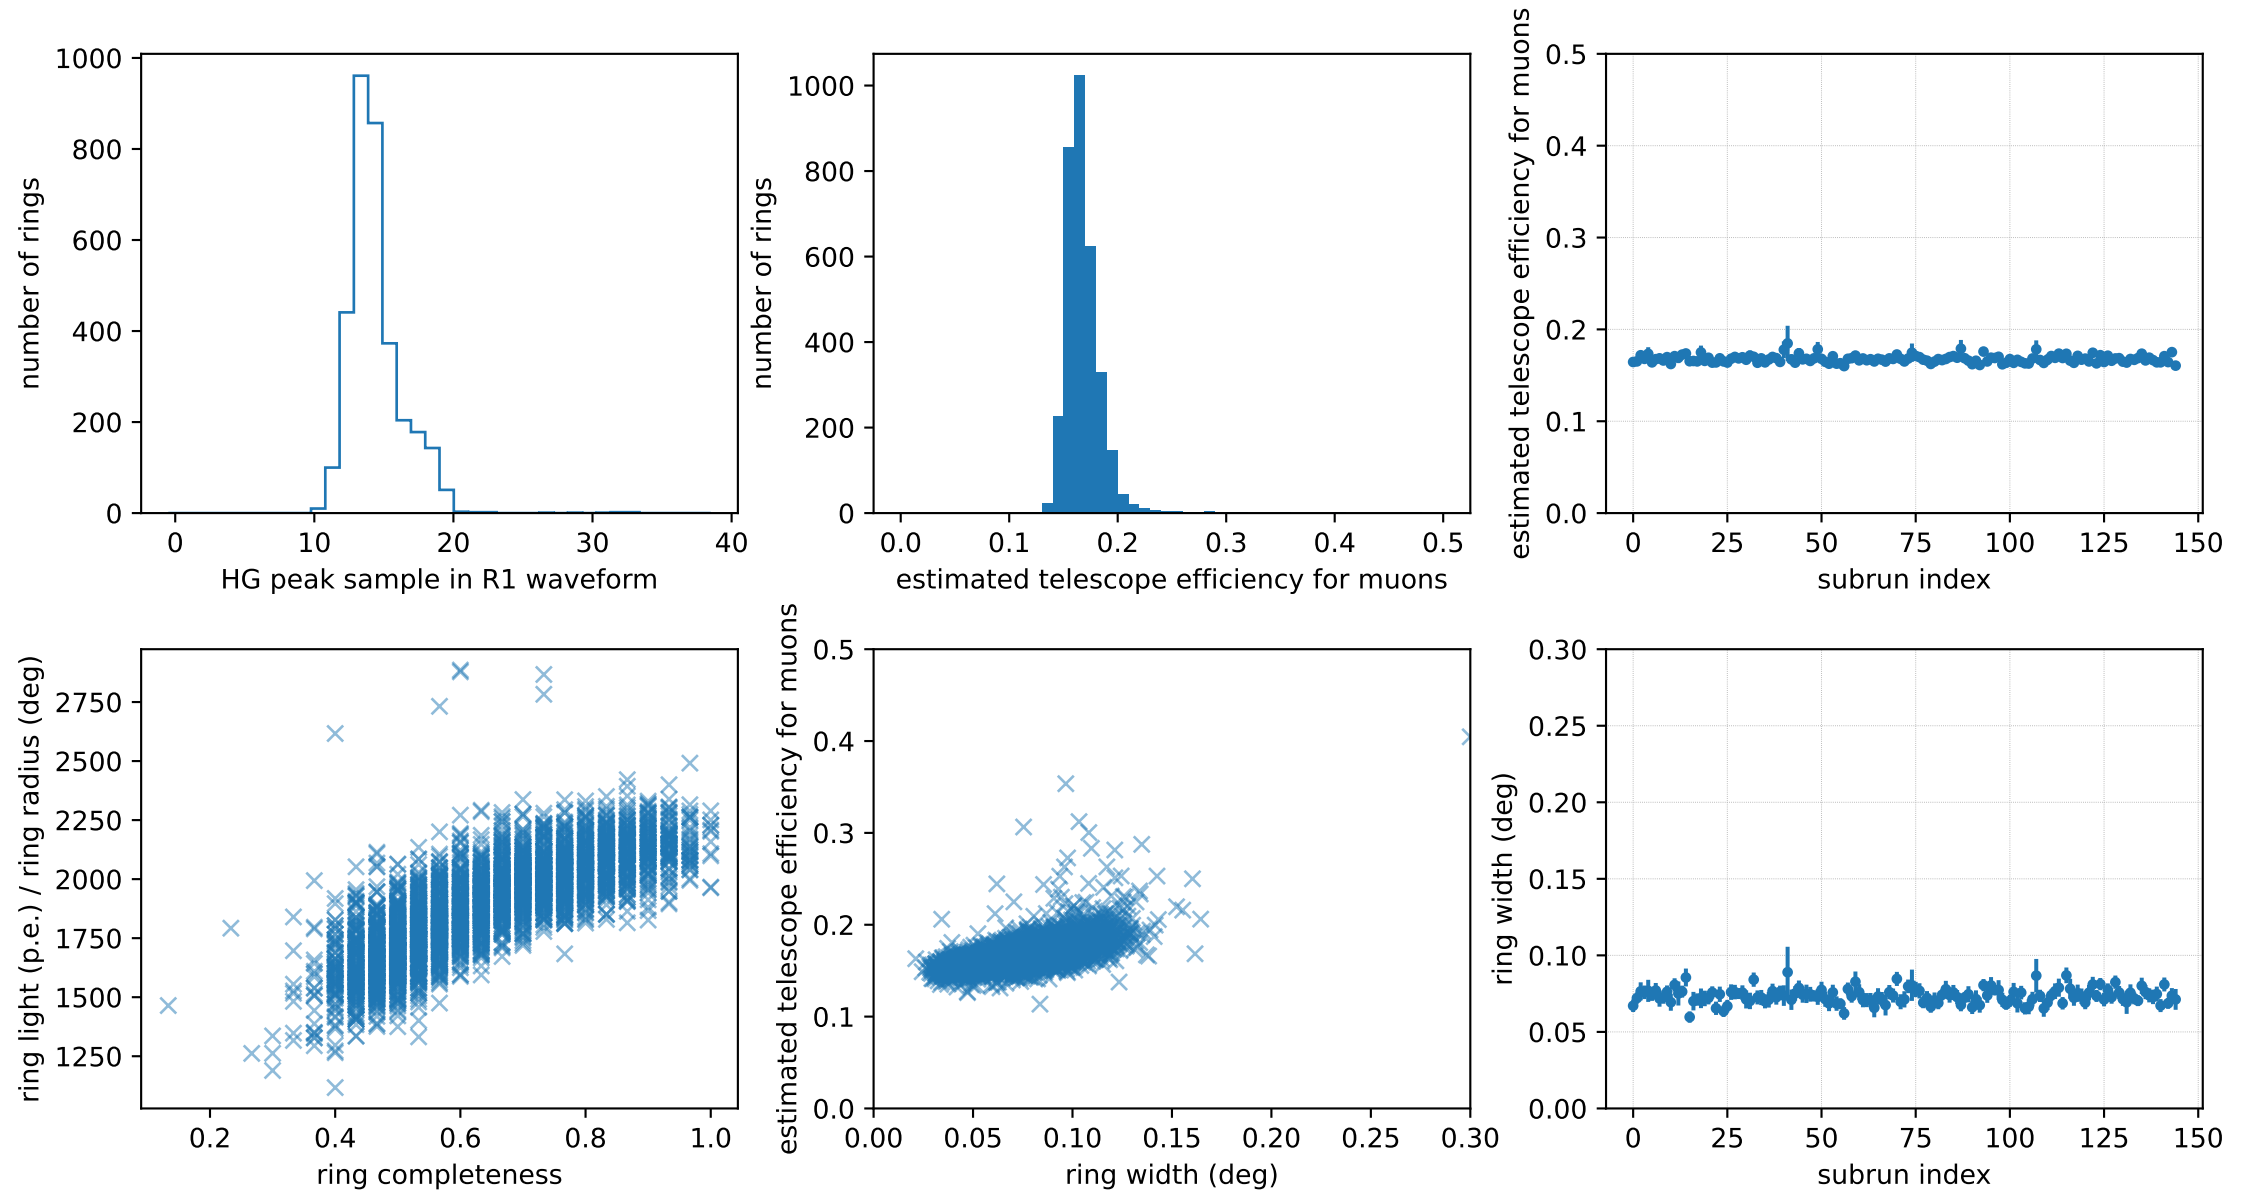 number of rings
1000
800
600
400
200
0
0 10 20 30 40
HG peak sample in R1 waveform
number of rings
1000
800
600
400
200
0
0.0 0.1 0.2 0.3 0.4 0.5
estimated telescope efficiency for muons
estimated telescope efficiency for muons
0.5
0.4
0.3
0.2
0.1
0.0
0 25 50 75 100 125 150
subrun index
ring light (p.e.) / ring radius (deg)
2750
2500
2250
2000
1750
1500
1250
0.2 0.4 0.6 0.8 1.0
ring completeness
estimated telescope efficiency for muons
0.5
0.4
0.3
0.2
0.1
0.0
0.00 0.05 0.10 0.15 0.20 0.25 0.30
ring width (deg)
ring width (deg)
0.30
0.25
0.20
0.15
0.10
0.05
0.00
0 25 50 75 100 125 150
subrun index